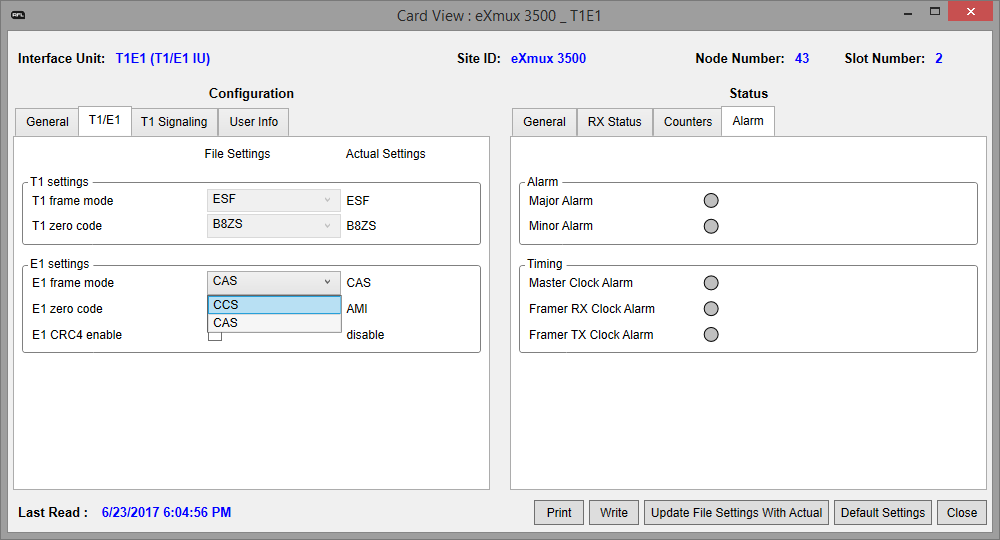 AFL
Card View : eXmux 3500 _ T1E1
Interface Unit: T1E1 (T1/E1 IU) Site ID: eXmux 3500 Node Number: 43 Slot Number: 2
Configuration
General T1/E1 T1 Signaling User Info
File Settings Actual Settings
T1 settings
T1 frame mode ESF ESF
T1 zero code B8ZS B8ZS
E1 settings
E1 frame mode CAS CAS
E1 zero code CCS AMI
CAS
E1 CRC4 enable disable
Status
General RX Status Counters Alarm
Alarm
Major Alarm
Minor Alarm
Timing
Master Clock Alarm
Framer RX Clock Alarm
Framer TX Clock Alarm
Last Read : 6/23/2017 6:04:56 PM
Print Write Update File Settings With Actual Default Settings Close